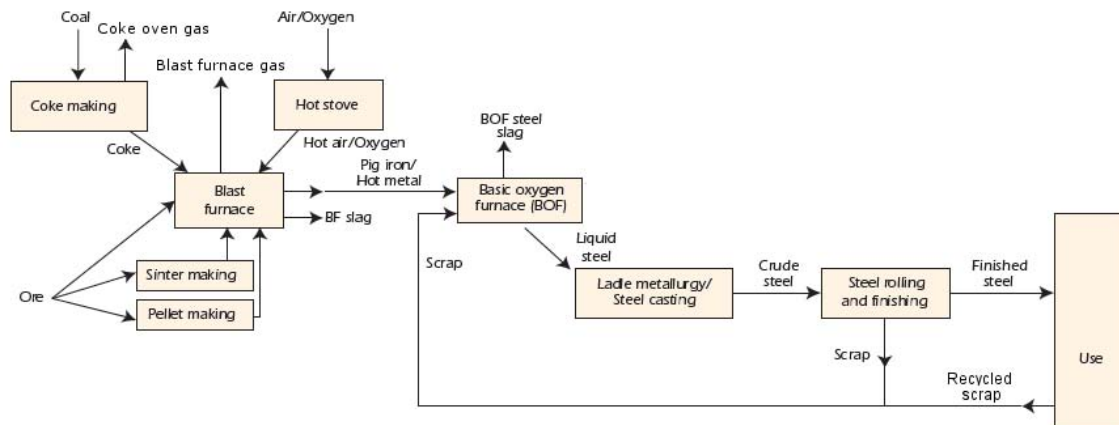 Coal
Coke oven gas
Air/Oxygen
Blast furnace gas
Coke making
Hot stove
BOF steel
slag
Coke
Hot air/Oxygen
Pig iron/
Hot metal
Blast
furnace
Basic oxygen
furnace (BOF)
BF slag
Liquid
steel
Scrap
Sinter making
Ore
Pellet making
Ladle metallurgy/
Steel casting
Crude
steel
Steel rolling
and finishing
Finished
steel
Scrap
Use
Recycled
scrap